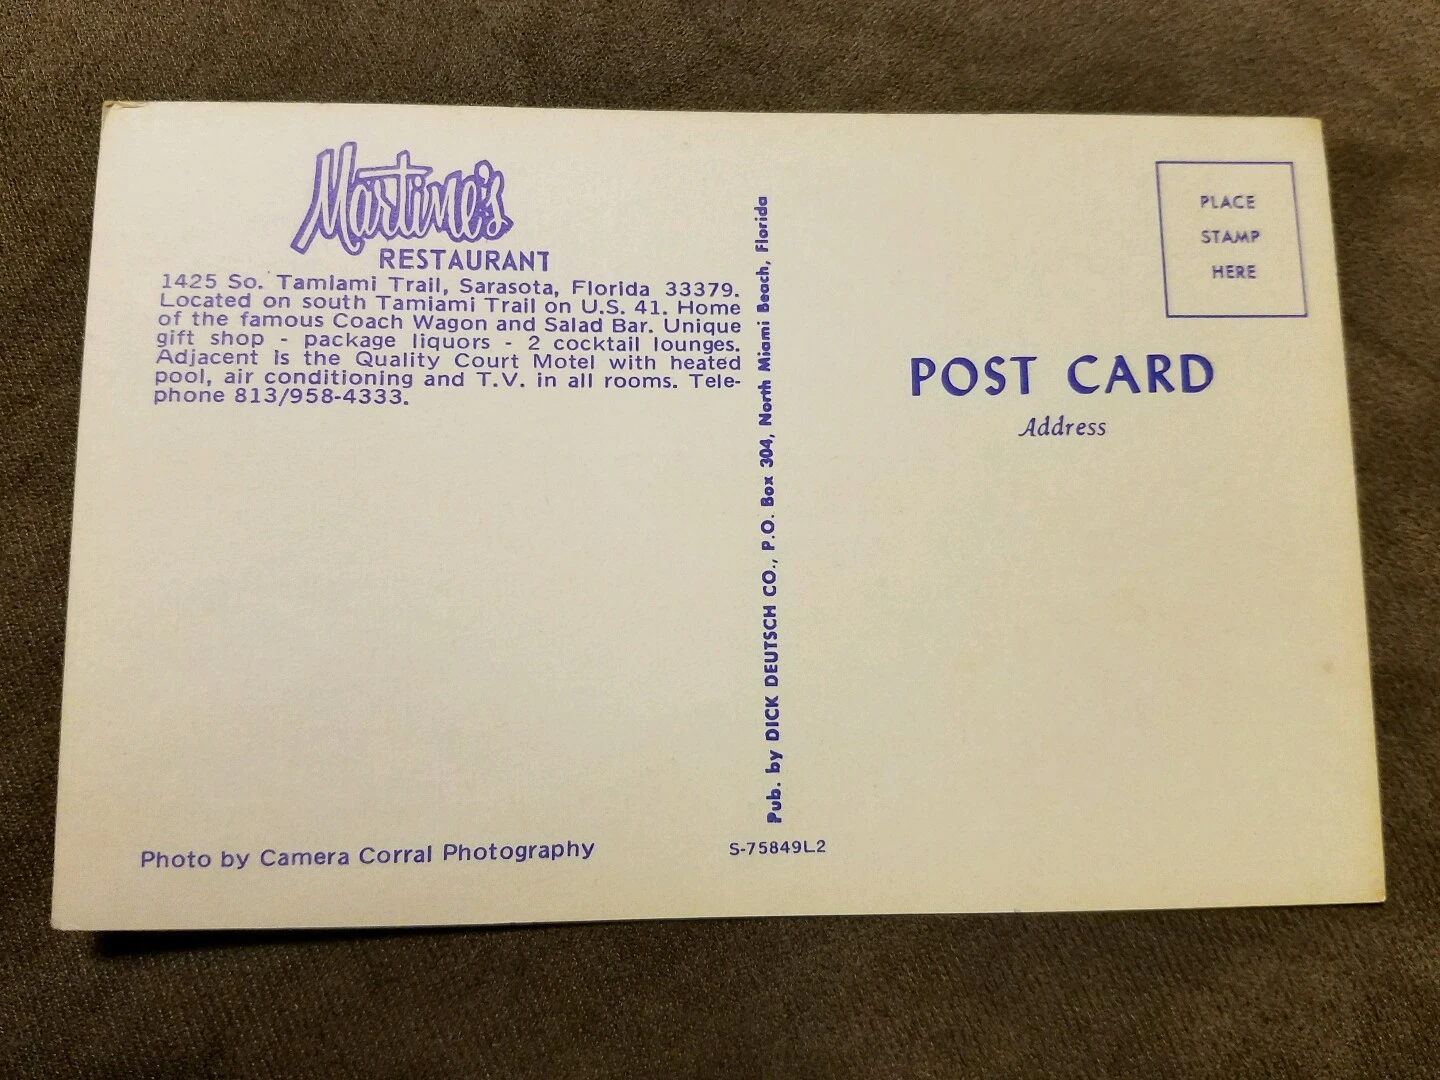 Martine's
RESTAURANT
1425 So. Tamiami Trail, Sarasota, Florida 33379.
Located on south Tamiami Trail on U.S. 41. Home
of the famous Coach Wagon and Salad Bar. Unique
gift shop - package liquors - 2 cocktail lounges.
Adjacent is the Quality Court Motel with heated
pool, air conditioning and T.V. in all rooms. Tele-
phone 813/958-4333.
Photo by Camera Corral Photography
Pub. by DICK DEUTSCH CO., P.O. Box 304, North Miami Beach, Florida
S-75849L2
PLACE
STAMP
HERE
POST CARD
Address